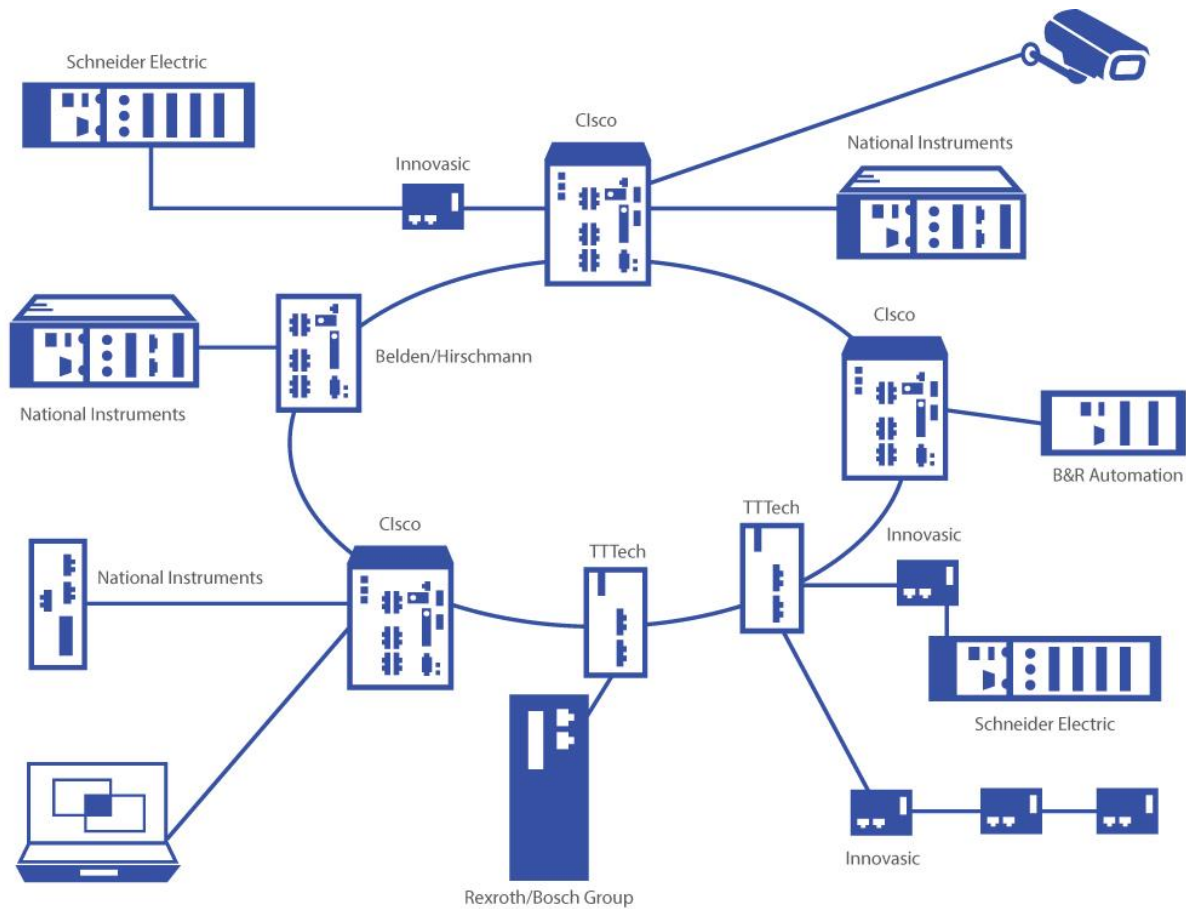 Schneider Electric
CIsco
Innovasic
National Instruments
CIsco
Belden/Hirschmann
National Instruments
B&R Automation
TTTech
CIsco
TTTech
Innovasic
National Instruments
Schneider Electric
Innovasic
Rexroth/Bosch Group